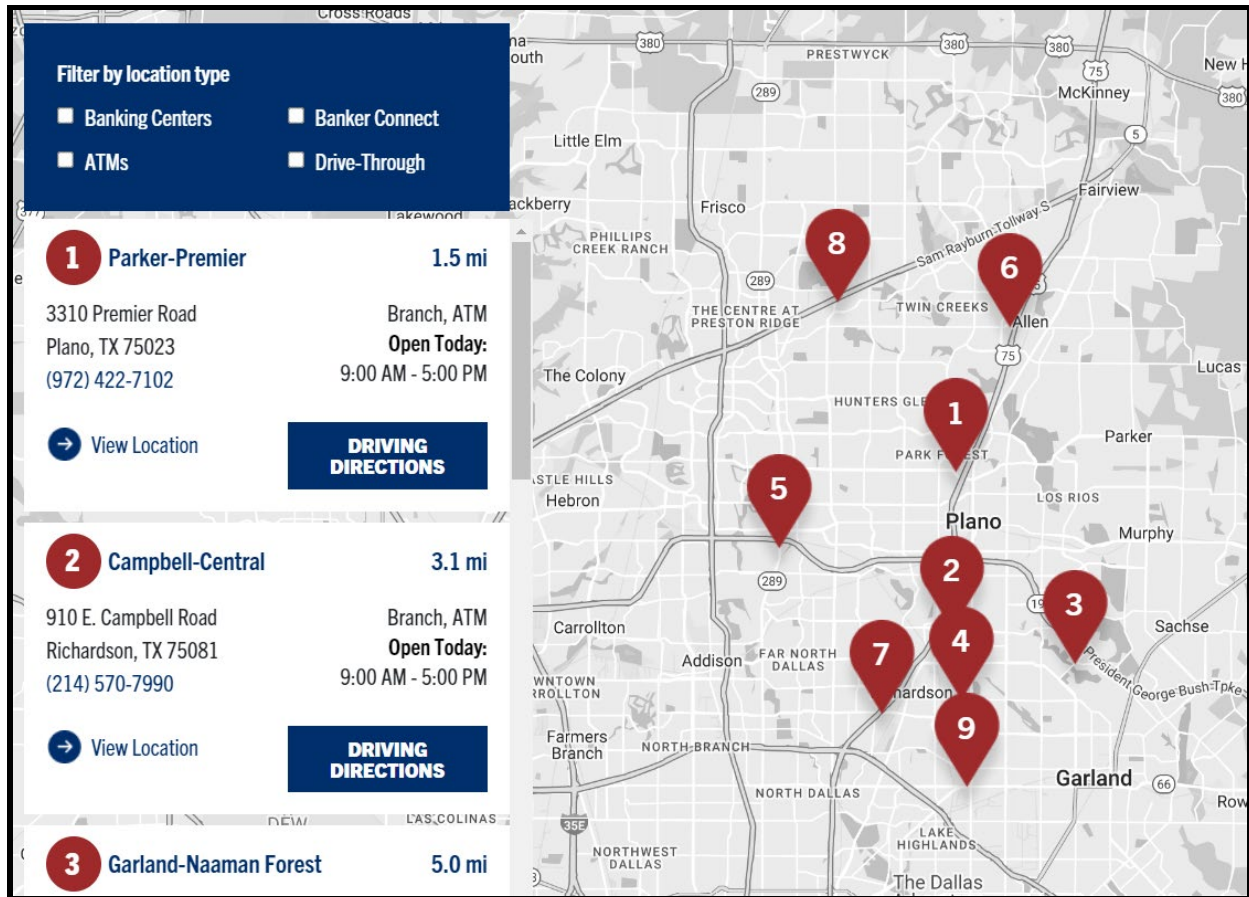 Filter by location type
Banking Centers
Banker Connect
ATMs
Drive-Through
1 Parker-Premier 1.5 mi
3310 Premier Road Branch, ATM
Plano, TX 75023 Open Today:
(972) 422-7102 9:00 AM - 5:00 PM
View Location
DRIVING
DIRECTIONS
2 Campbell-Central 3.1 mi
910 E. Campbell Road Branch, ATM
Richardson, TX 75081 Open Today:
(214) 570-7990 9:00 AM - 5:00 PM
View Location
DRIVING
DIRECTIONS
3 Garland-Naaman Forest 5.0 mi
Cross Roads
380
PRESTWYCK
380
380
75
New
289
McKinney
380
5
Little Elm
Fairview
377
Lakewood
Frisco
Sam Rayburn Tollway S
PHILLIPS
CREEK RANCH
8
6
289
THE CENTRE AT
PRESTON RIDGE
TWIN CREEKS
Allen
75
Lucas
The Colony
1
Parker
5
Hebron
LOS RIOS
Plano
Murphy
2
289
3
Carrollton
4
Sachse
Addison
FAR NORTH
DALLAS
7
President George Bush Tpke
9
Farmers
Branch
NORTH BRANCH
Garland
66
NORTH DALLAS
LAS COLINAS
35E
LAKE
HIGHLANDS
NORTHWEST
DALLAS
The Dallas